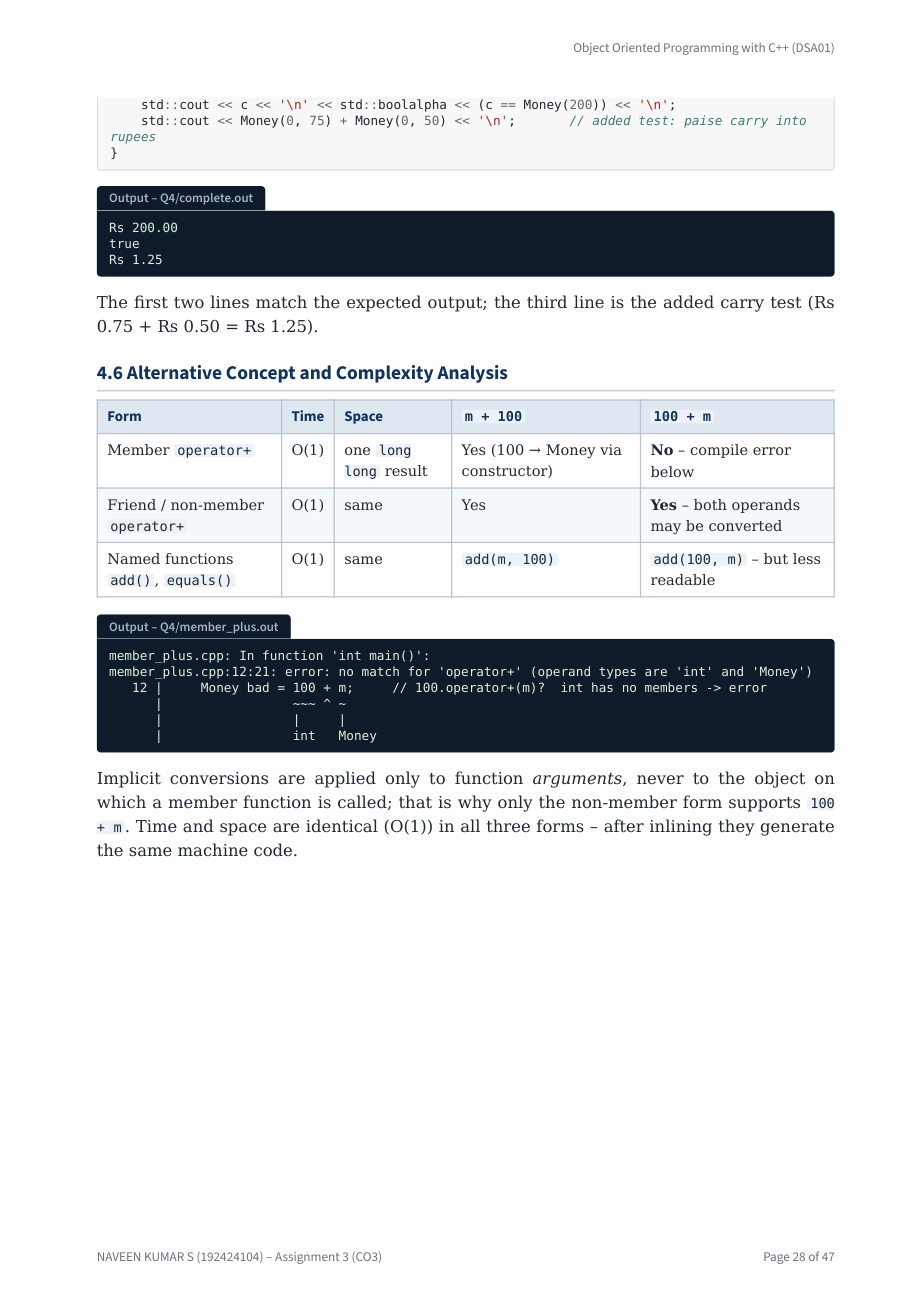 Object Oriented Programming with C++ (DSA01)
    std::cout << c << '\n' << std::boolalpha << (c == Money(200)) << '\n';
    std::cout << Money(0, 75) + Money(0, 50) << '\n';       // added test: paise carry into
rupees
}
Output – Q4/complete.out
Rs 200.00
true
Rs 1.25
The first two lines match the expected output; the third line is the added carry test (Rs
0.75 + Rs 0.50 = Rs 1.25).
4.6 Alternative Concept and Complexity Analysis
Form Time Space m + 100 100 + m
Member operator+ O(1) one long long result Yes (100 → Money via constructor) No – compile error below
Friend / non-member operator+ O(1) same Yes Yes – both operands may be converted
Named functions add(), equals() O(1) same add(m, 100) add(100, m) – but less readable
Output – Q4/member_plus.out
member_plus.cpp: In function 'int main()':
member_plus.cpp:12:21: error: no match for 'operator+' (operand types are 'int' and 'Money')
   12 |     Money bad = 100 + m;     // 100.operator+(m)?  int has no members -> error
      |                 ~~~ ^ ~
      |                 |     |
      |                 int   Money
Implicit conversions are applied only to function arguments, never to the object on
which a member function is called; that is why only the non-member form supports 100
+ m. Time and space are identical (O(1)) in all three forms – after inlining they generate
the same machine code.
NAVEEN KUMAR S (192424104) – Assignment 3 (CO3)
Page 28 of 47